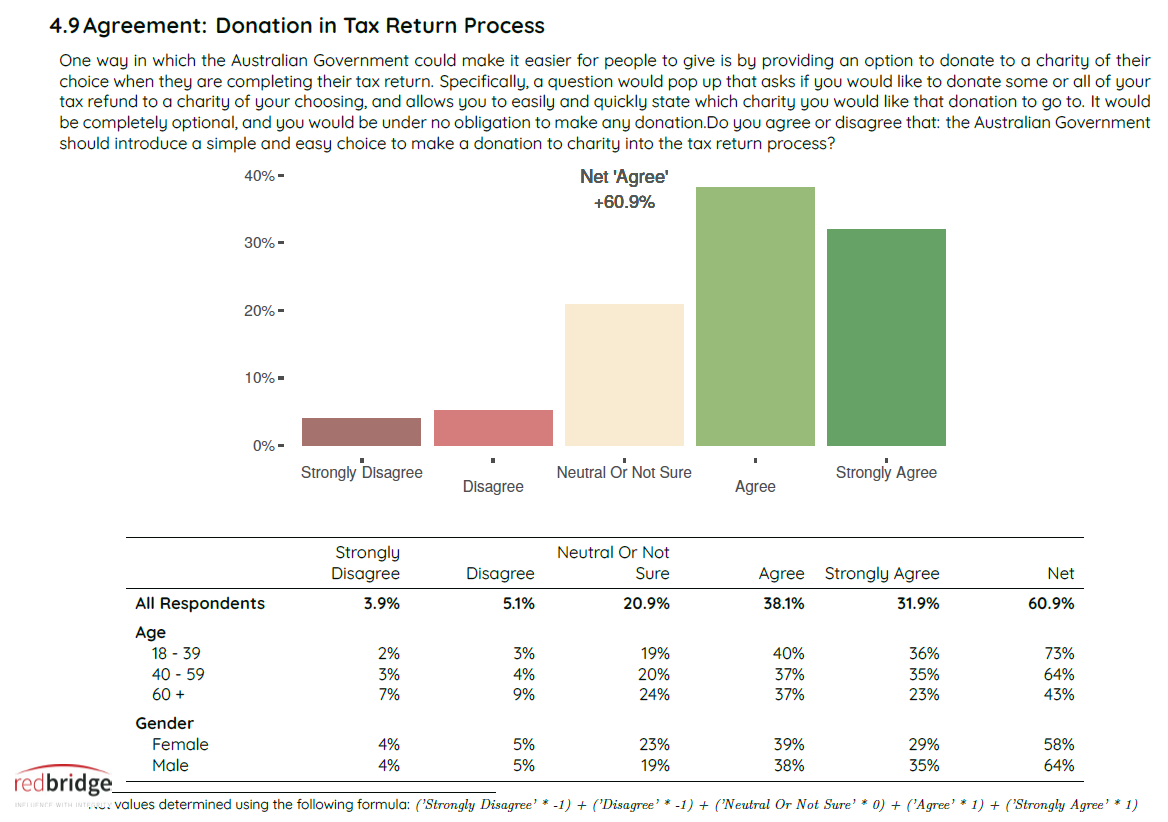 4.9 Agreement: Donation in Tax Return Process
One way in which the Australian Government could make it easier for people to give is by providing an option to donate to a charity of their
choice when they are completing their tax return. Specifically, a question would pop up that asks if you would like to donate some or all of your
tax refund to a charity of your choosing, and allows you to easily and quickly state which charity you would like that donation to go to. It would
be completely optional, and you would be under no obligation to make any donation.Do you agree or disagree that: the Australian Government
should introduce a simple and easy choice to make a donation to charity into the tax return process?
Net 'Agree'
+60.9%
40%
30%
20%
10%
0%
Strongly Disagree
Disagree
Neutral Or Not Sure
Agree
Strongly Agree
Strongly Disagree Disagree Neutral Or Not Sure Agree Strongly Agree Net
All Respondents 3.9% 5.1% 20.9% 38.1% 31.9% 60.9%
Age
18 - 39 2% 3% 19% 40% 36% 73%
40 - 59 3% 4% 20% 37% 35% 64%
60 + 7% 9% 24% 37% 23% 43%
Gender
Female 4% 5% 23% 39% 29% 58%
Male 4% 5% 19% 38% 35% 64%
redbridge
INFLUENCE WITH
values determined using the following formula: ('Strongly Disagree' * -1) + ('Disagree' * -1) + ('Neutral Or Not Sure' * 0) + ('Agree' * 1) + ('Strongly Agree' * 1)